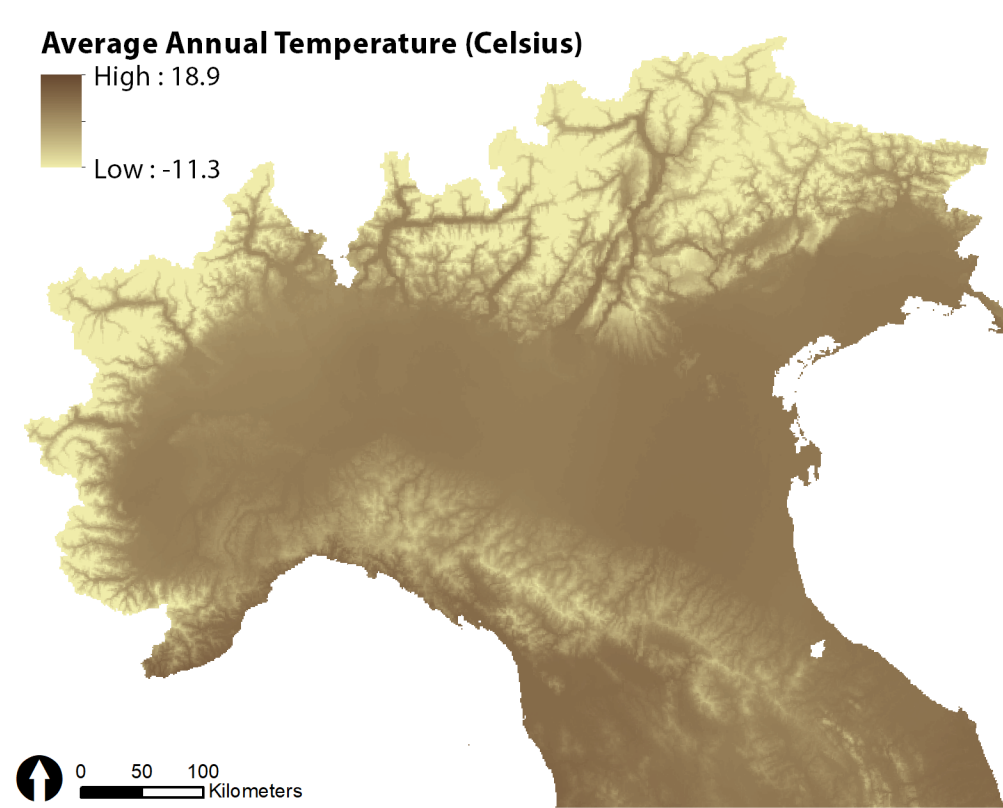 Average Annual Temperature (Celsius)
High : 18.9
Low : -11.3
0 50 100
Kilometers